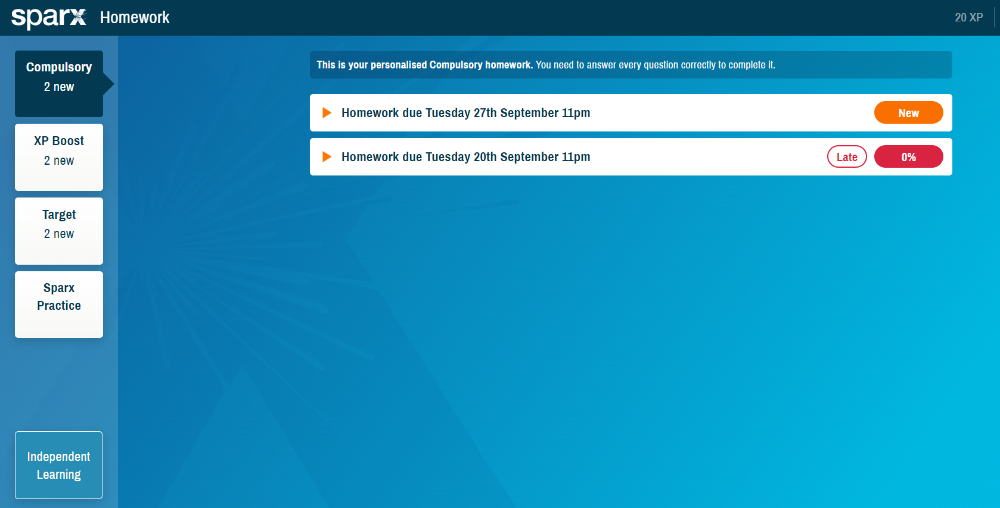 sparx Homework
20 XP
Compulsory
2 new
XP Boost
2 new
Target
2 new
Sparx
Practice
Independent
Learning
This is your personalised Compulsory homework. You need to answer every question correctly to complete it.
Homework due Tuesday 27th September 11pm New
Homework due Tuesday 20th September 11pm Late 0%